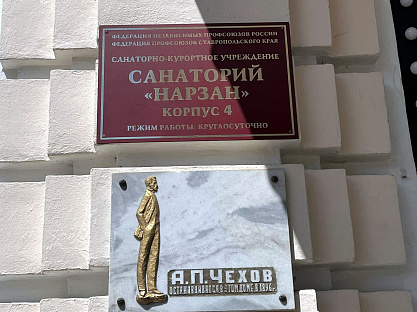 ФЕДЕРАЦИЯ НЕЗАВИСИМЫХ ПРОФСОЮЗОВ РОССИИ
ФЕДЕРАЦИЯ ПРОФСОЮЗОВ СТАВРОПОЛЬСКОГО КРАЯ
САНАТОРНО-КУРОРТНОЕ УЧРЕЖДЕНИЕ
САНАТОРИЙ
«НАРЗАН»
КОРПУС 4
РЕЖИМ РАБОТЫ: КРУГЛОСУТОЧНО
А.П.ЧЕХОВ
ОСТАНАВЛИВАЛСЯ В ЭТОМ ДОМЕ В